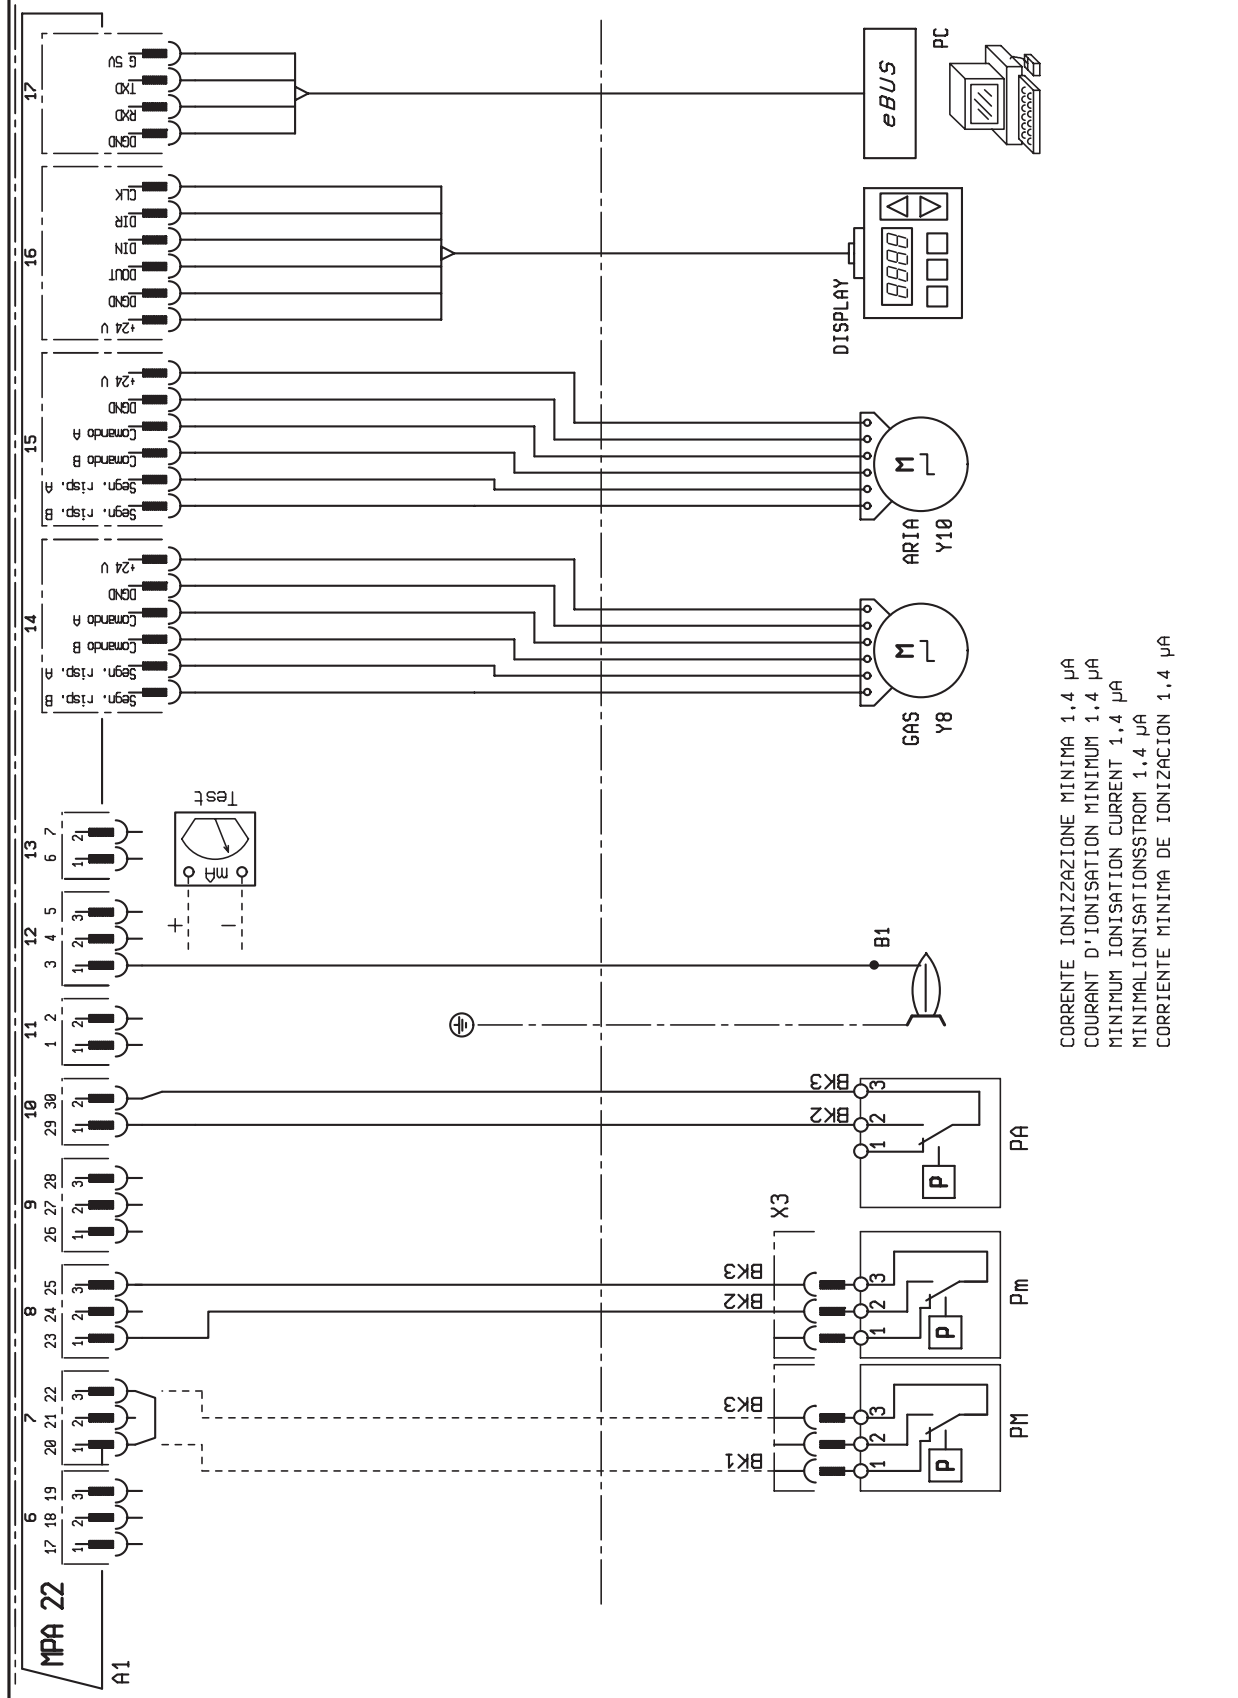 MPA 22
A1
6
17 18 19
1 2 3
7
20 21 22
1 2 3
8
23 24 25
1 2 3
9
26 27 28
1 2 3
10
29 30
1 2
11
1 2
1 2
12
3 4 5
1 2 3
13
6 7
1 2
14
Segn. risp. B
Segn. risp. A
Comando B
Comando A
DGND
+24 V
15
Segn. risp. B
Segn. risp. A
Comando B
Comando A
DGND
+24 V
16
+24 V
DGND
DOUT
DIN
DIR
CLK
17
DGND
RXD
TXD
G 5V
+
–
mA
Test
BK1
BK3
BK2
BK3
X3
BK2
BK3
1 2 3
P
PM
1 2 3
P
Pm
1 2 3
P
PA
B1
M
GAS
Y8
M
ARIA
Y10
DISPLAY
8888
eBUS
PC
CORRENTE IONIZZAZIONE MINIMA 1,4 µA
COURANT D'IONISATION MINIMUM 1,4 µA
MINIMUM IONISATION CURRENT 1,4 µA
MINIMALIONISATIONSSTROM 1,4 µA
CORRIENTE MINIMA DE IONIZACION 1,4 µA